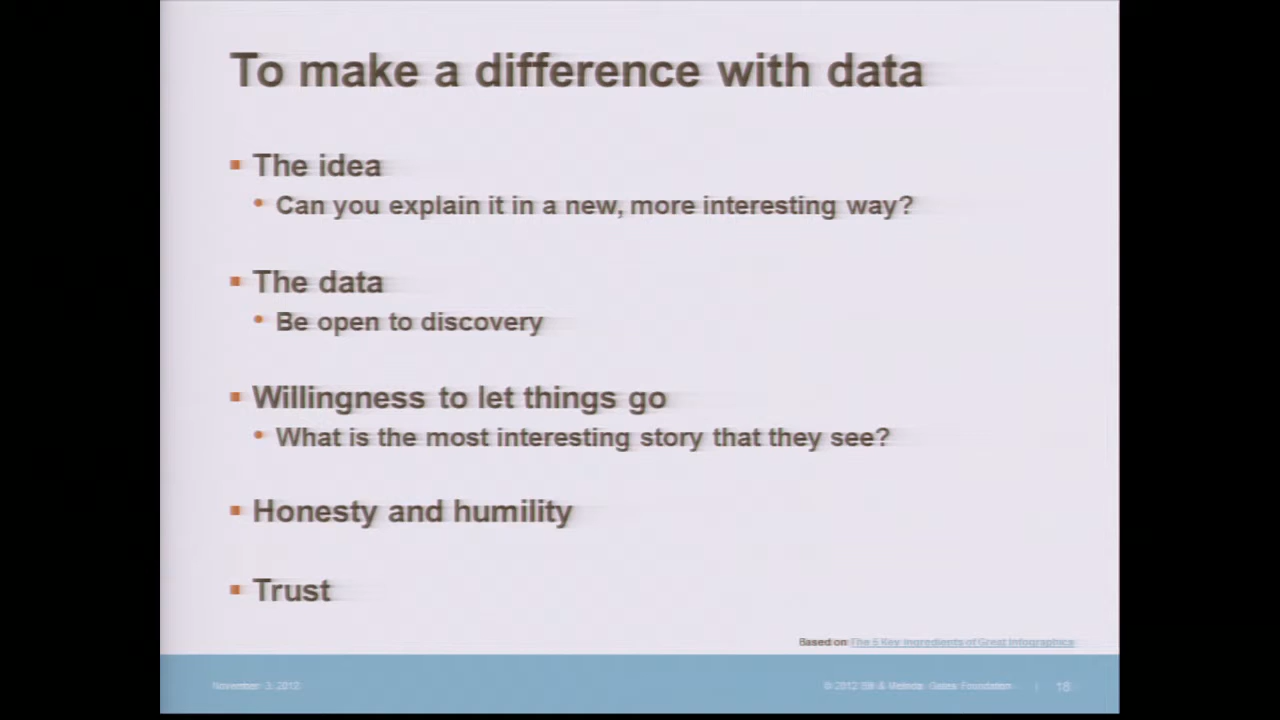 To make a difference with data
The idea
Can you explain it in a new, more interesting way?
The data
Be open to discovery
Willingness to let things go
What is the most interesting story that they see?
Honesty and humility
Trust
Based on The 5 Key Ingredients of Great Infographics
November 3, 2012
© 2012 Bill & Melinda Gates Foundation | 18